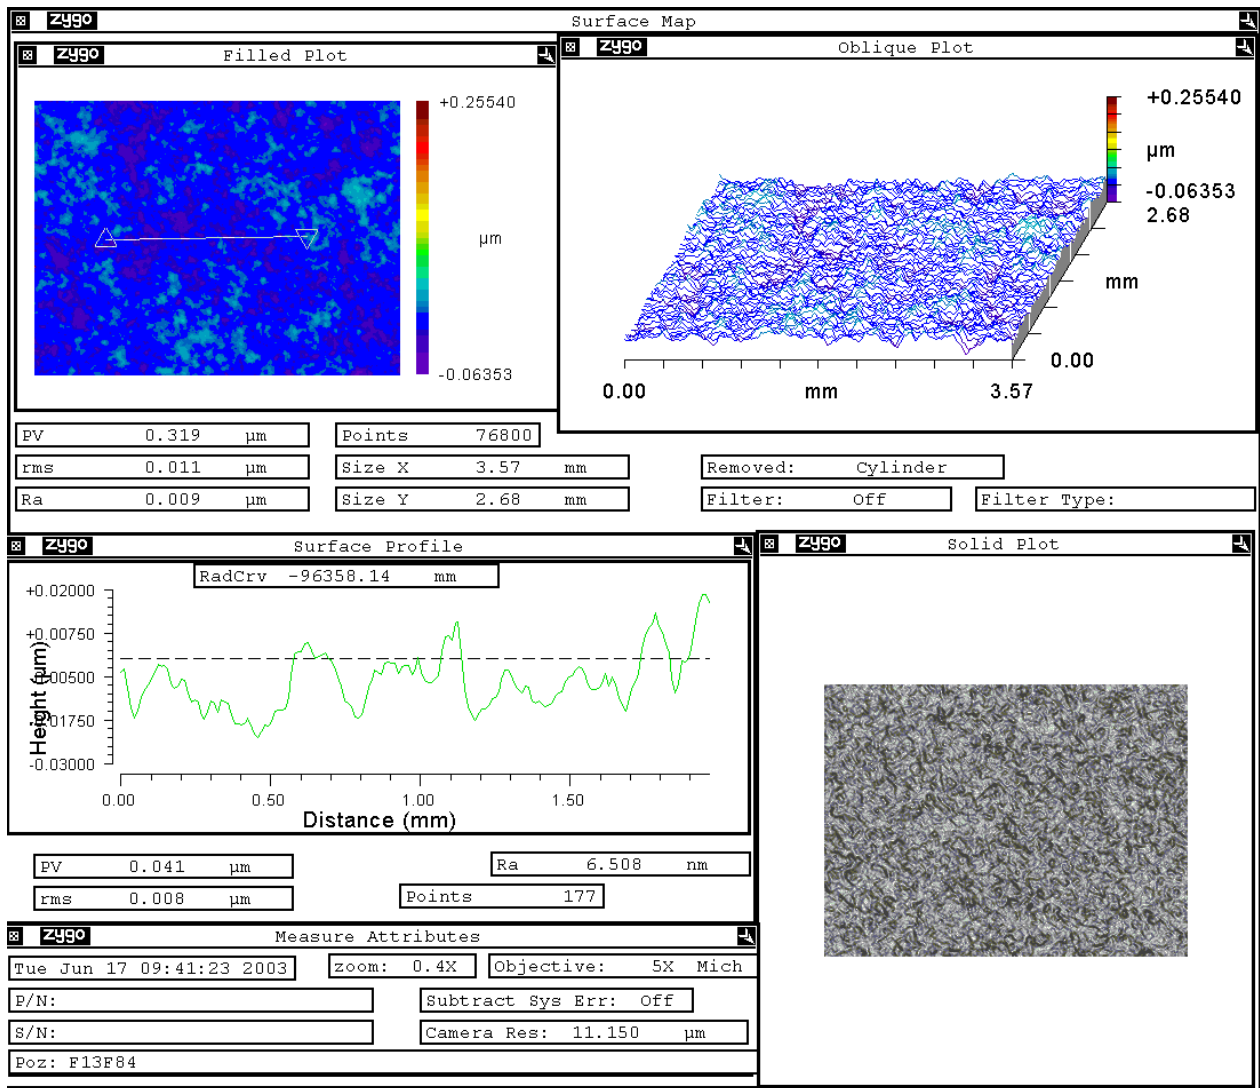 zygo Surface Map
zygo Filled Plot
+0.25540
µm
-0.06353
zygo Oblique Plot
+0.25540
µm
-0.06353
2.68
mm
0.00
0.00 mm 3.57
PV 0.319 µm
rms 0.011 µm
Ra 0.009 µm
Points 76800
Size X 3.57 mm
Size Y 2.68 mm
Removed: Cylinder
Filter: Off
Filter Type:
zygo Surface Profile
RadCrv -96358.14 mm
+0.02000
+0.00750
-0.03000
Height (µm)
0.00 0.50 1.00 1.50
Distance (mm)
PV 0.041 µm
rms 0.008 µm
Ra 6.508 nm
Points 177
zygo Solid Plot
zygo Measure Attributes
Tue Jun 17 09:41:23 2003
zoom: 0.4X
Objective: 5X Mich
P/N:
Subtract Sys Err: Off
S/N:
Camera Res: 11.150 µm
Poz: F13F84